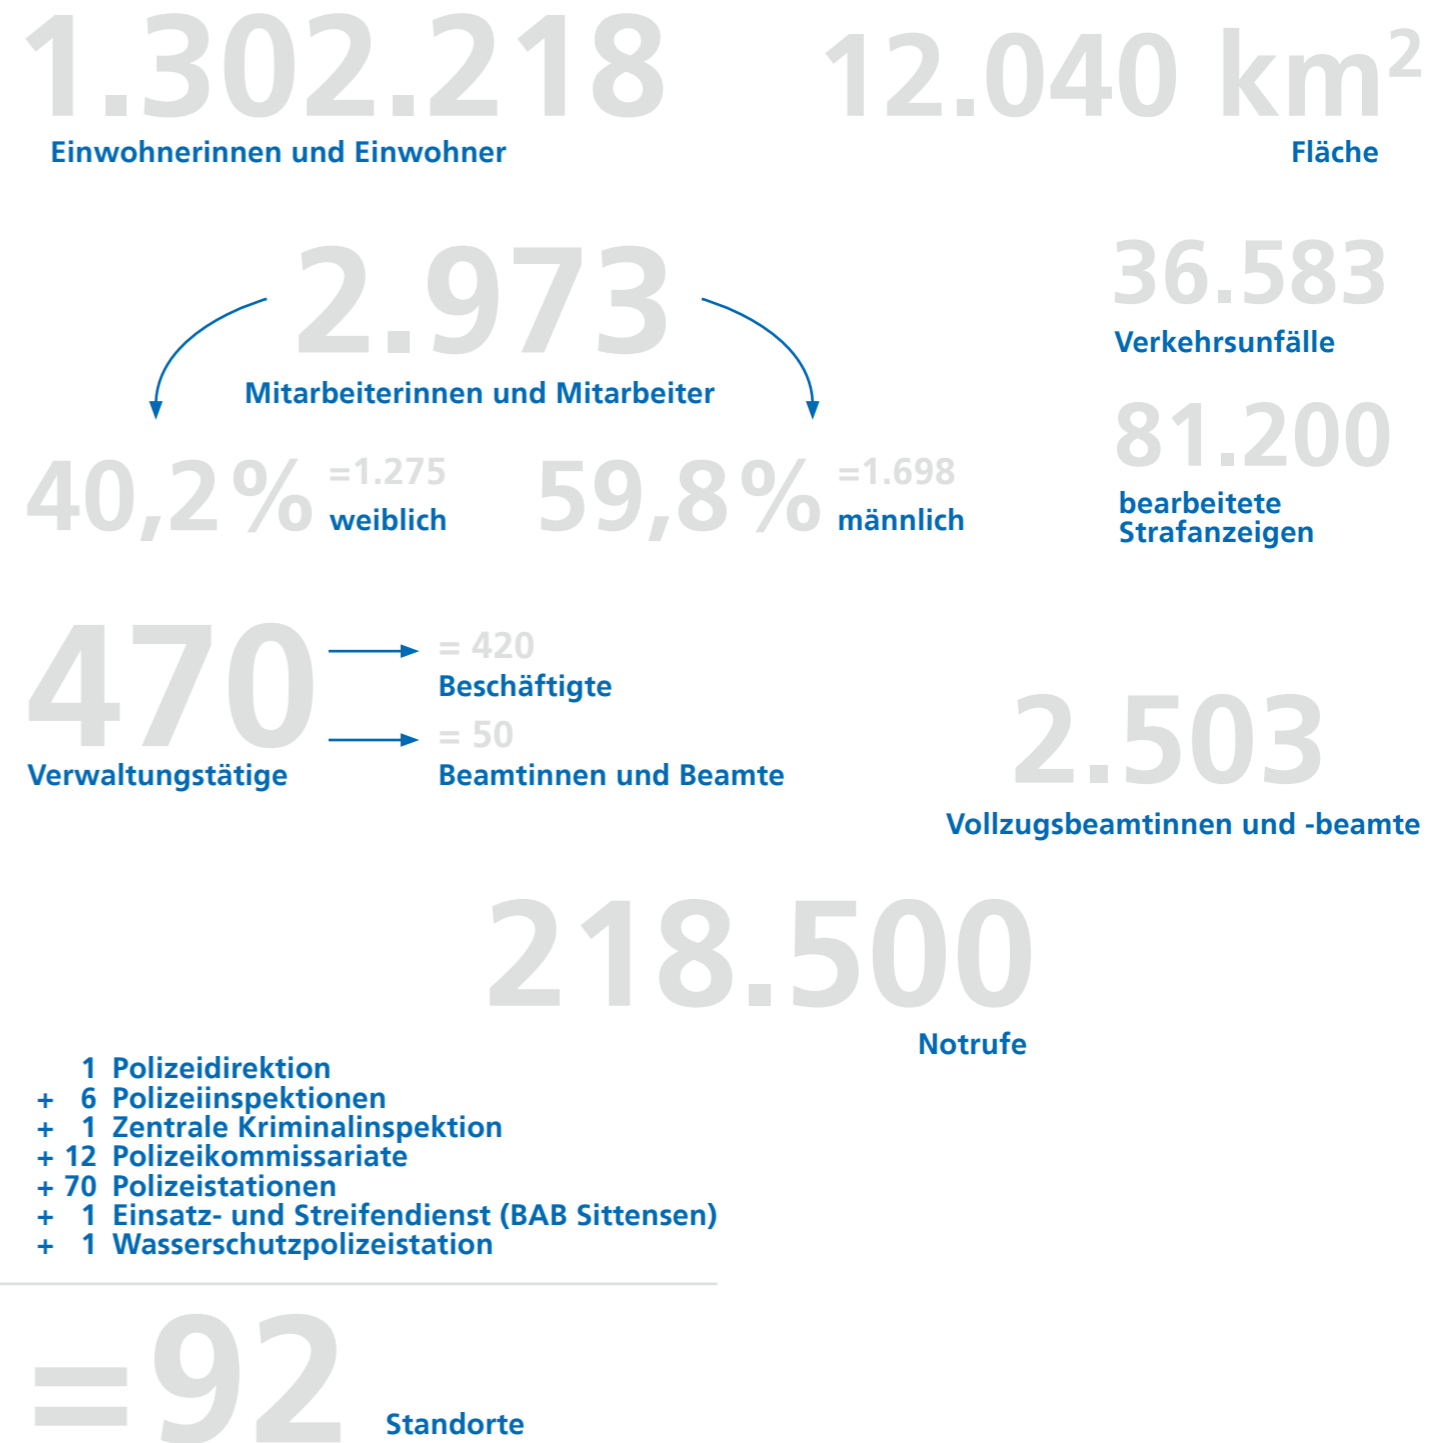 1.302.218
Einwohnerinnen und Einwohner
12.040 km²
Fläche
2.973
Mitarbeiterinnen und Mitarbeiter
40,2 %
=1.275
weiblich
59,8 %
=1.698
männlich
36.583
Verkehrsunfälle
81.200
bearbeitete
Strafanzeigen
470
Verwaltungstätige
= 420
Beschäftigte
= 50
Beamtinnen und Beamte
2.503
Vollzugsbeamtinnen und -beamte
218.500
Notrufe
1 Polizeidirektion
+ 6 Polizeiinspektionen
+ 1 Zentrale Kriminalinspektion
+ 12 Polizeikommissariate
+ 70 Polizeistationen
+ 1 Einsatz- und Streifendienst (BAB Sittensen)
+ 1 Wasserschutzpolizeistation
=92
Standorte